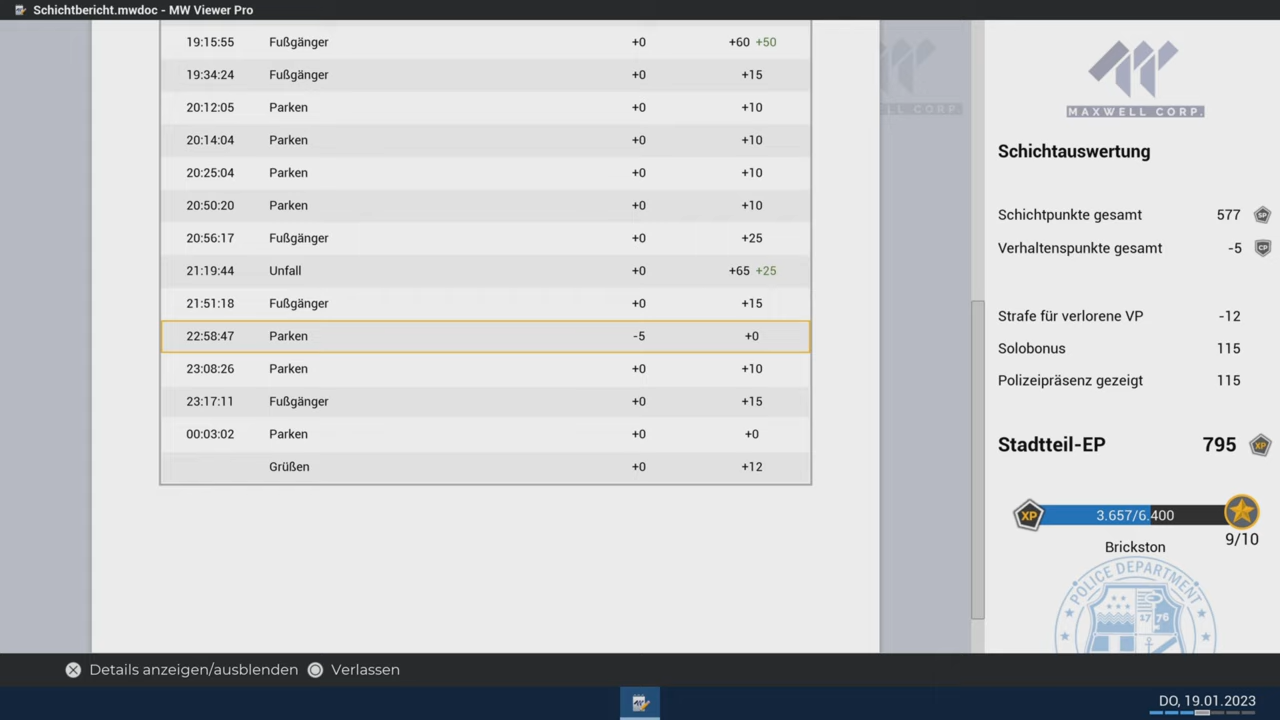 Schichtbericht.mwdoc - MW Viewer Pro
19:15:55 Fußgänger +0 +60 +50
19:34:24 Fußgänger +0 +15
20:12:05 Parken +0 +10
20:14:04 Parken +0 +10
20:25:04 Parken +0 +10
20:50:20 Parken +0 +10
20:56:17 Fußgänger +0 +25
21:19:44 Unfall +0 +65 +25
21:51:18 Fußgänger +0 +15
22:58:47 Parken -5 +0
23:08:26 Parken +0 +10
23:17:11 Fußgänger +0 +15
00:03:02 Parken +0 +0
Grüßen +0 +12
LL CORP.
MAXWELL CORP.
Schichtauswertung
Schichtpunkte gesamt 577 SP
Verhaltenspunkte gesamt -5 CP
Strafe für verlorene VP -12
Solobonus 115
Polizeipräsenz gezeigt 115
Stadtteil-EP 795 XP
XP 3.657/6.400
9/10
Brickston
POLICE DEPARTMENT
1776
Details anzeigen/ausblenden Verlassen
DO, 19.01.2023